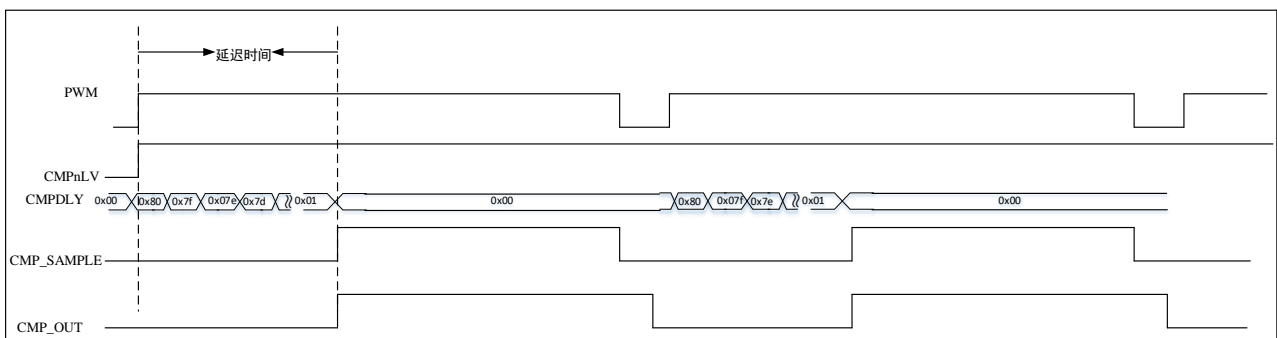 延迟时间
PWM
CMPnLV
CMPDLY 0x00 0x80 0x7f 0x07e 0x7d 0x01 0x00 0x80 0x07f 0x7e 0x01 0x00
CMP_SAMPLE
CMP_OUT